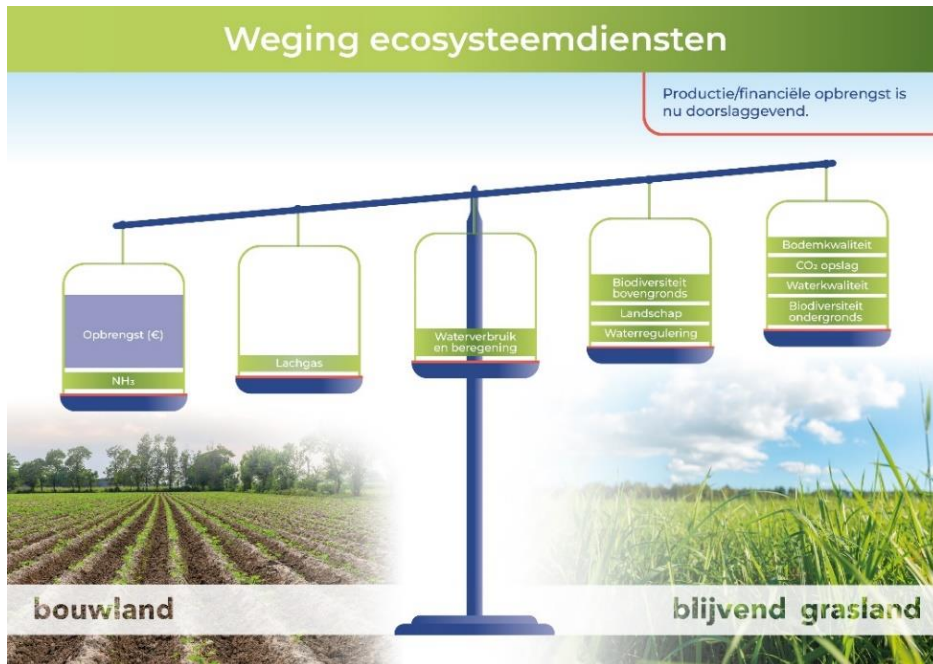 Weging ecosysteemdiensten
Productie/financiële opbrengst is
nu doorslaggevend.
Opbrengst (€)
NH₃
Lachgas
Waterverbruik
en beregening
Biodiversiteit
bovengronds
Landschap
Waterregulering
Bodemkwaliteit
CO₂ opslag
Waterkwaliteit
Biodiversiteit
ondergronds
bouwland
blijvend grasland